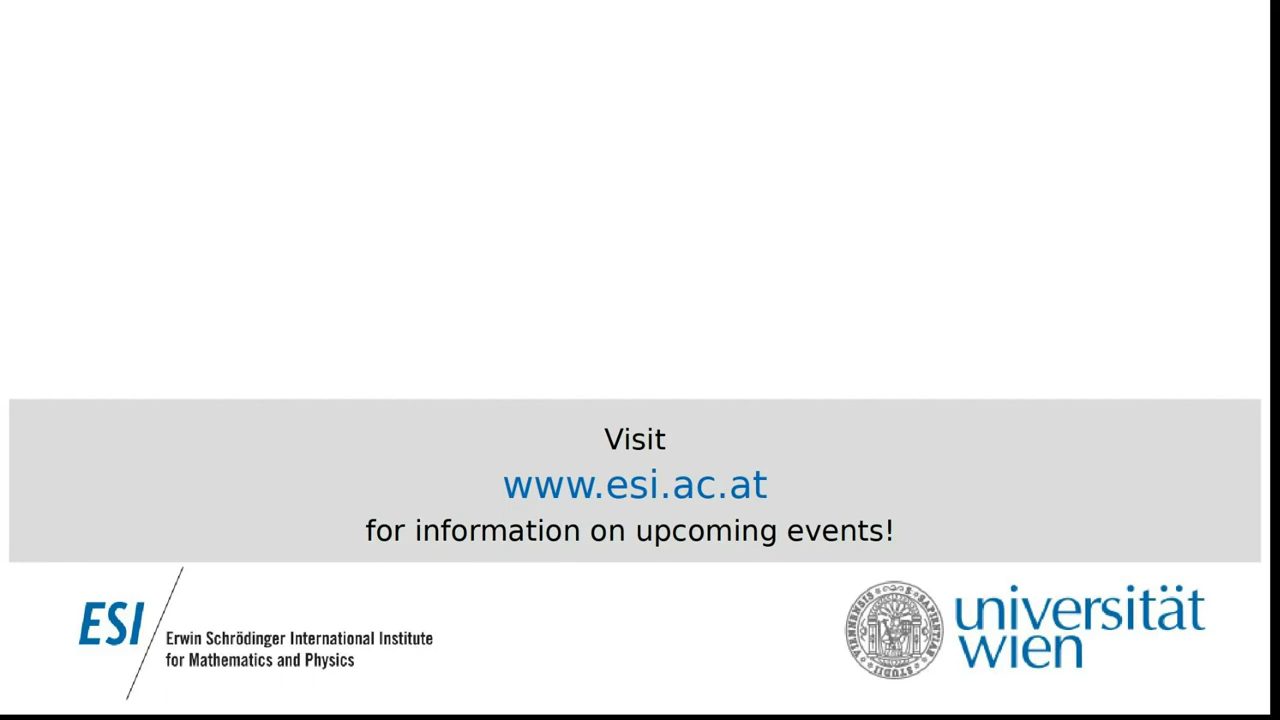 Visit
www.esi.ac.at
for information on upcoming events!
ESI
Erwin Schrödinger International Institute
for Mathematics and Physics
universität
wien